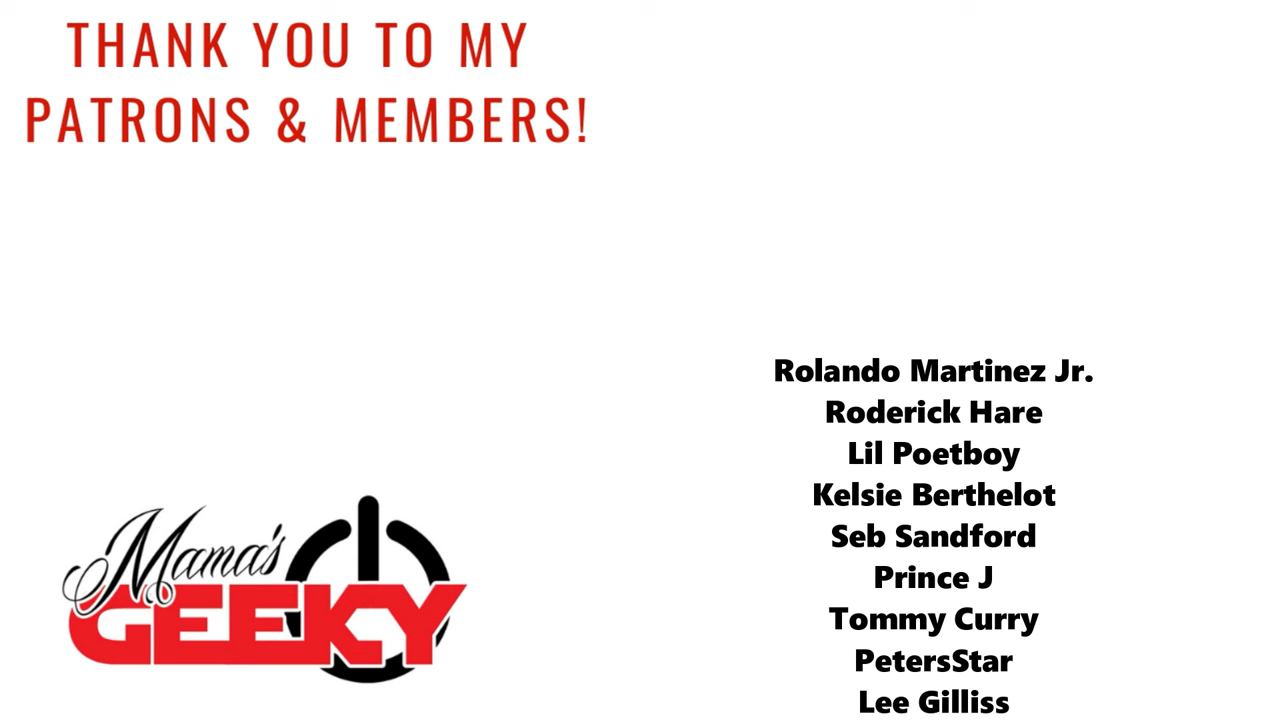 THANK YOU TO MY
PATRONS & MEMBERS!
Rolando Martinez Jr.
Roderick Hare
Lil Poetboy
Kelsie Berthelot
Seb Sandford
Prince J
Tommy Curry
PetersStar
Lee Gilliss
Mama's
GEEKY